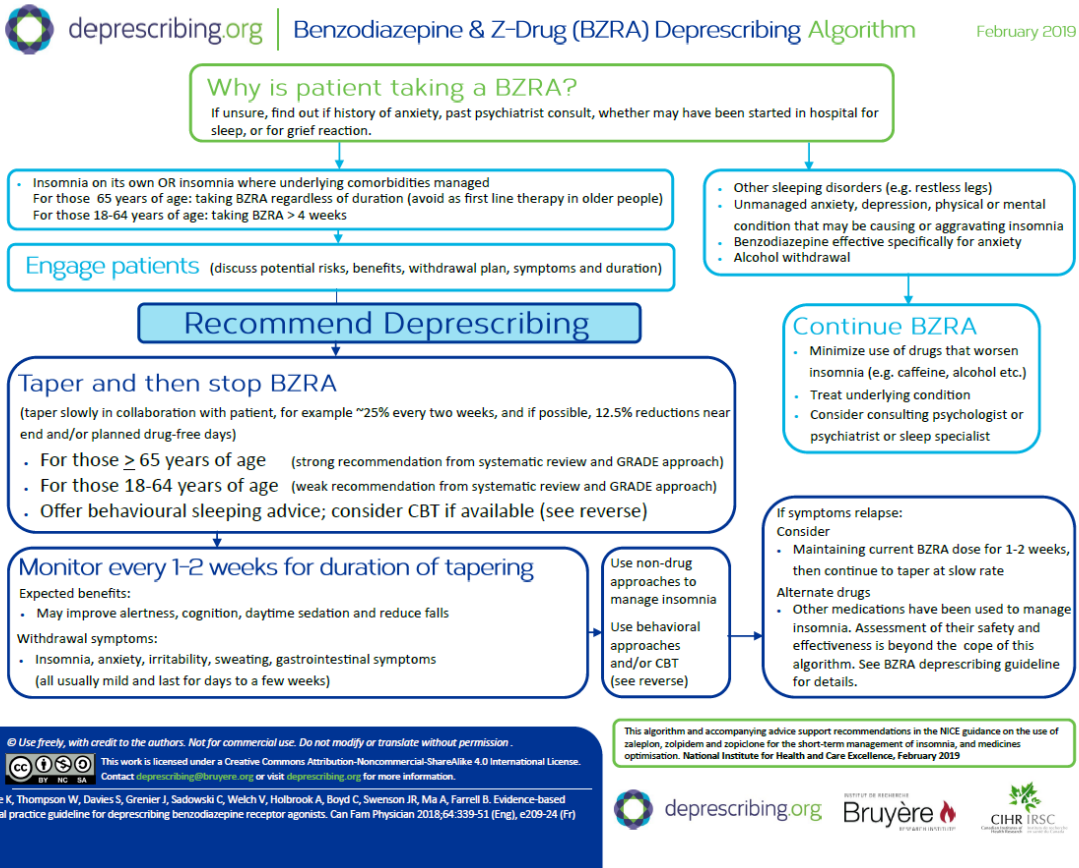 deprescribing.org
Benzodiazepine & Z-Drug (BZRA) Deprescribing Algorithm
February 2019
Why is patient taking a BZRA?
If unsure, find out if history of anxiety, past psychiatrist consult, whether may have been started in hospital for
sleep, or for grief reaction.
• Insomnia on its own OR insomnia where underlying comorbidities managed
For those 65 years of age: taking BZRA regardless of duration (avoid as first line therapy in older people)
For those 18-64 years of age: taking BZRA > 4 weeks
Engage patients (discuss potential risks, benefits, withdrawal plan, symptoms and duration)
• Other sleeping disorders (e.g. restless legs)
• Unmanaged anxiety, depression, physical or mental
condition that may be causing or aggravating insomnia
• Benzodiazepine effective specifically for anxiety
• Alcohol withdrawal
Recommend Deprescribing
Continue BZRA
• Minimize use of drugs that worsen
insomnia (e.g. caffeine, alcohol etc.)
• Treat underlying condition
• Consider consulting psychologist or
psychiatrist or sleep specialist
Taper and then stop BZRA
(taper slowly in collaboration with patient, for example ~25% every two weeks, and if possible, 12.5% reductions near
end and/or planned drug-free days)
• For those ≥ 65 years of age (strong recommendation from systematic review and GRADE approach)
• For those 18-64 years of age (weak recommendation from systematic review and GRADE approach)
• Offer behavioural sleeping advice; consider CBT if available (see reverse)
Monitor every 1-2 weeks for duration of tapering
Expected benefits:
• May improve alertness, cognition, daytime sedation and reduce falls
Withdrawal symptoms:
• Insomnia, anxiety, irritability, sweating, gastrointestinal symptoms
(all usually mild and last for days to a few weeks)
Use non-drug
approaches to
manage insomnia
Use behavioral
approaches
and/or CBT
(see reverse)
If symptoms relapse:
Consider
• Maintaining current BZRA dose for 1-2 weeks,
then continue to taper at slow rate
Alternate drugs
• Other medications have been used to manage
insomnia. Assessment of their safety and
effectiveness is beyond the cope of this
algorithm. See BZRA deprescribing guideline
for details.
© Use freely, with credit to the authors. Not for commercial use. Do not modify or translate without permission .
cc BY NC SA
This work is licensed under a Creative Commons Attribution-Noncommercial-ShareAlike 4.0 International License.
Contact deprescribing@bruyere.org or visit deprescribing.org for more information.
e K, Thompson W, Davies S, Grenier J, Sadowski C, Welch V, Holbrook A, Boyd C, Swenson JR, Ma A, Farrell B. Evidence-based
al practice guideline for deprescribing benzodiazepine receptor agonists. Can Fam Physician 2018;64:339-51 (Eng), e209-24 (Fr)
This algorithm and accompanying advice support recommendations in the NICE guidance on the use of
zaleplon, zolpidem and zopiclone for the short-term management of insomnia, and medicines
optimisation. National Institute for Health and Care Excellence, February 2019
deprescribing.org
INSTITUT DE RECHERCHE
Bruyère
RESEARCH INSTITUTE
CIHR IRSC